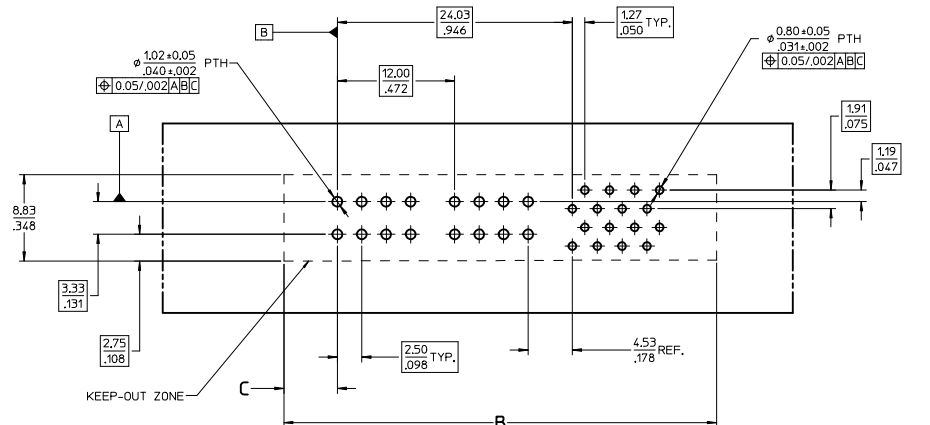 B
24.03
.946
1.27 TYP.
.050
⌀ 1.02±0.05 PTH
.040±.002
⌖ 0.05/.002 A B C
⌀ 0.80±0.05 PTH
.031±.002
⌖ 0.05/.002 A B C
12.00
.472
A
1.91
.075
1.19
.047
8.83
.348
3.33
.131
2.75
.108
2.50 TYP.
.098
4.53 REF.
.178
KEEP-OUT ZONE
C
B